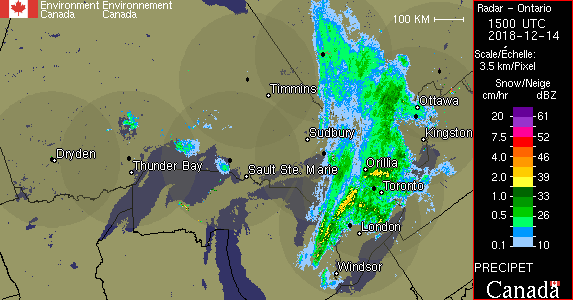 Environment Environnement
Canada Canada
100 KM
Timmins
Ottawa
Sudbury
Kingston
Dryden
Thunder Bay
Sault Ste. Marie
Orillia
Toronto
London
Windsor
Radar - Ontario
1500 UTC
2018-12-14
Scale/Échelle:
3.5 km/Pixel
Snow/Neige
cm/hr dBZ
20 61
7.5 52
4.0 46
2.0 39
1.0 33
0.5 26
0.1 10
PRECIPET
Canada